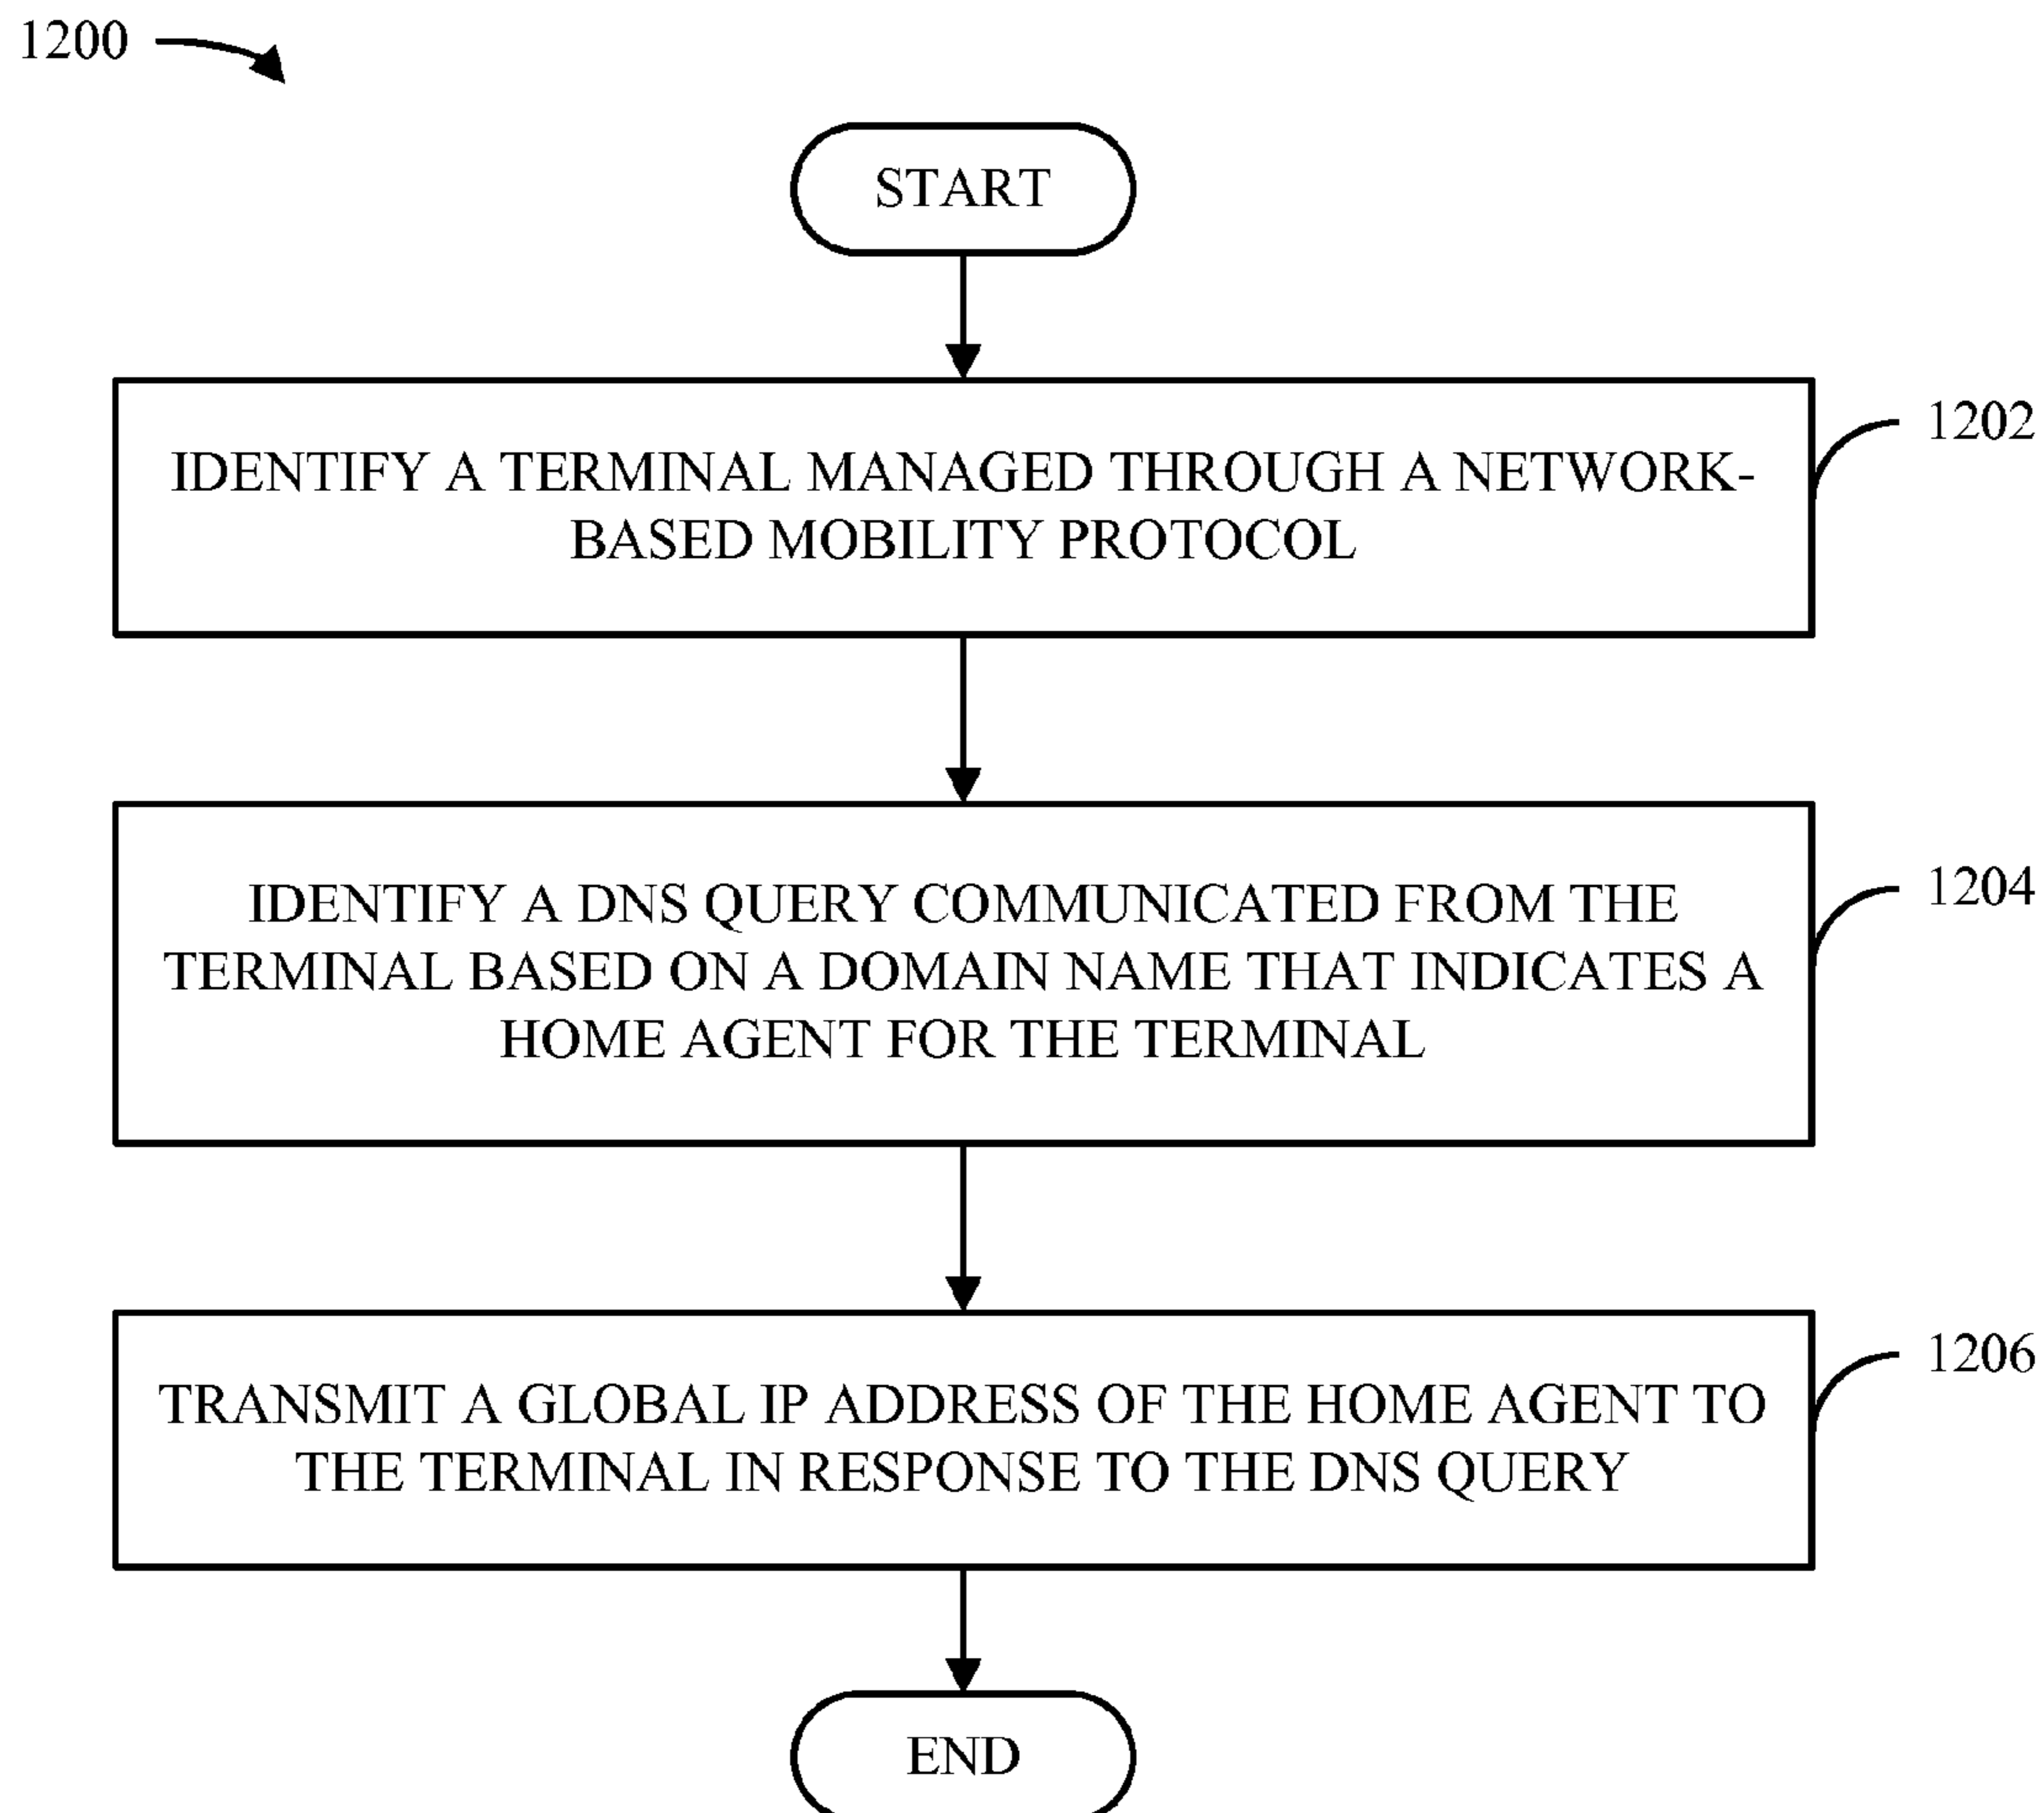 1200
START
IDENTIFY A TERMINAL MANAGED THROUGH A NETWORK-
BASED MOBILITY PROTOCOL
1202
IDENTIFY A DNS QUERY COMMUNICATED FROM THE
TERMINAL BASED ON A DOMAIN NAME THAT INDICATES A
HOME AGENT FOR THE TERMINAL
1204
TRANSMIT A GLOBAL IP ADDRESS OF THE HOME AGENT TO
THE TERMINAL IN RESPONSE TO THE DNS QUERY
1206
END